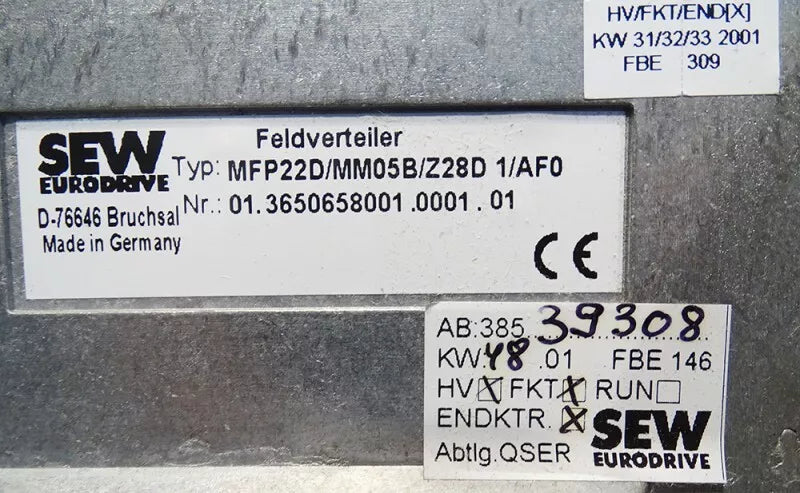 HV/FKT/END[X]
KW 31/32/33 2001
FBE 309
SEW
EURODRIVE
D-76646 Bruchsal
Made in Germany
Feldverteiler
Typ: MFP22D/MM05B/Z28D 1/AF0
Nr.: 01.3650658001.0001.01
CE
AB:385 39308
KW.48.01 FBE 146
HV☒FKT☒RUN☐
ENDKTR.☒
Abtlg.QSER
SEW
EURODRIVE